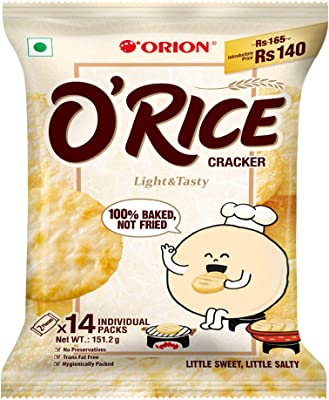 ORION
Rs 165
Introductory Price Rs 140
O'RICE
CRACKER
Light&Tasty
100% BAKED,
NOT FRIED
x14 INDIVIDUAL
PACKS
Net WT.: 151.2 g
No Preservatives
Trans Fat Free
Hygienically Packed
LITTLE SWEET, LITTLE SALTY